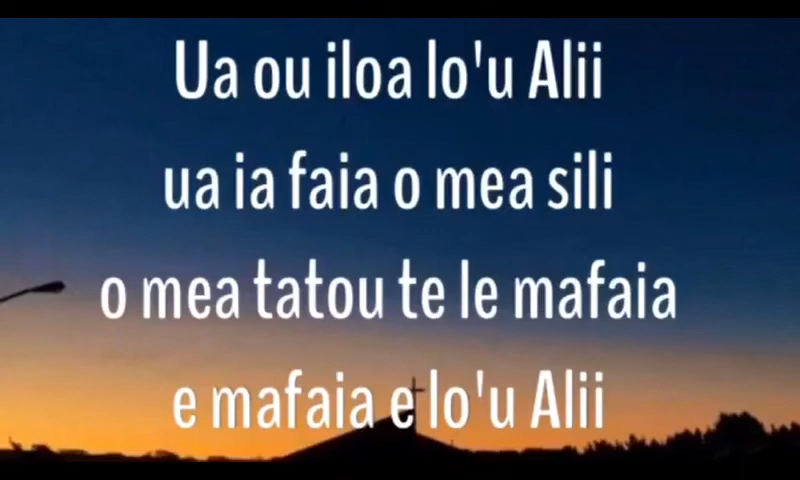 Ua ou iloa lo'u Alii
ua ia faia o mea sili
o mea tatou te le mafaia
e mafaia e lo'u Alii